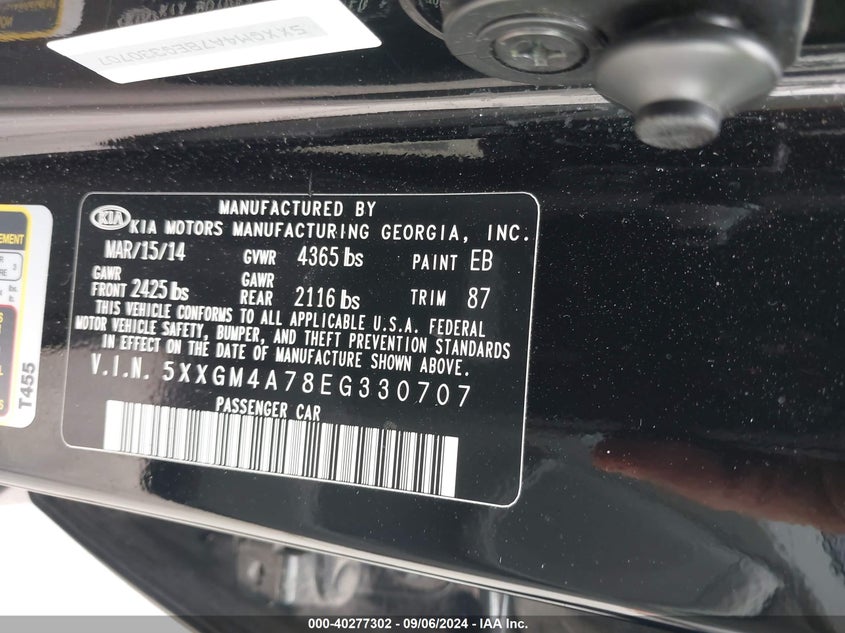 5XXGM4A78EG330707
KIA
MANUFACTURED BY
KIA MOTORS MANUFACTURING GEORGIA, INC.
MAR/15/14 GVWR 4365 lbs PAINT EB
GAWR FRONT 2425 lbs GAWR REAR 2116 lbs TRIM 87
THIS VEHICLE CONFORMS TO ALL APPLICABLE U.S.A. FEDERAL
MOTOR VEHICLE SAFETY, BUMPER, AND THEFT PREVENTION STANDARDS
IN EFFECT ON THE DATE OF MANUFACTURE SHOWN ABOVE.
V.I.N. 5XXGM4A78EG330707
PASSENGER CAR
T455
000-40277302 - 09/06/2024 - IAA Inc.